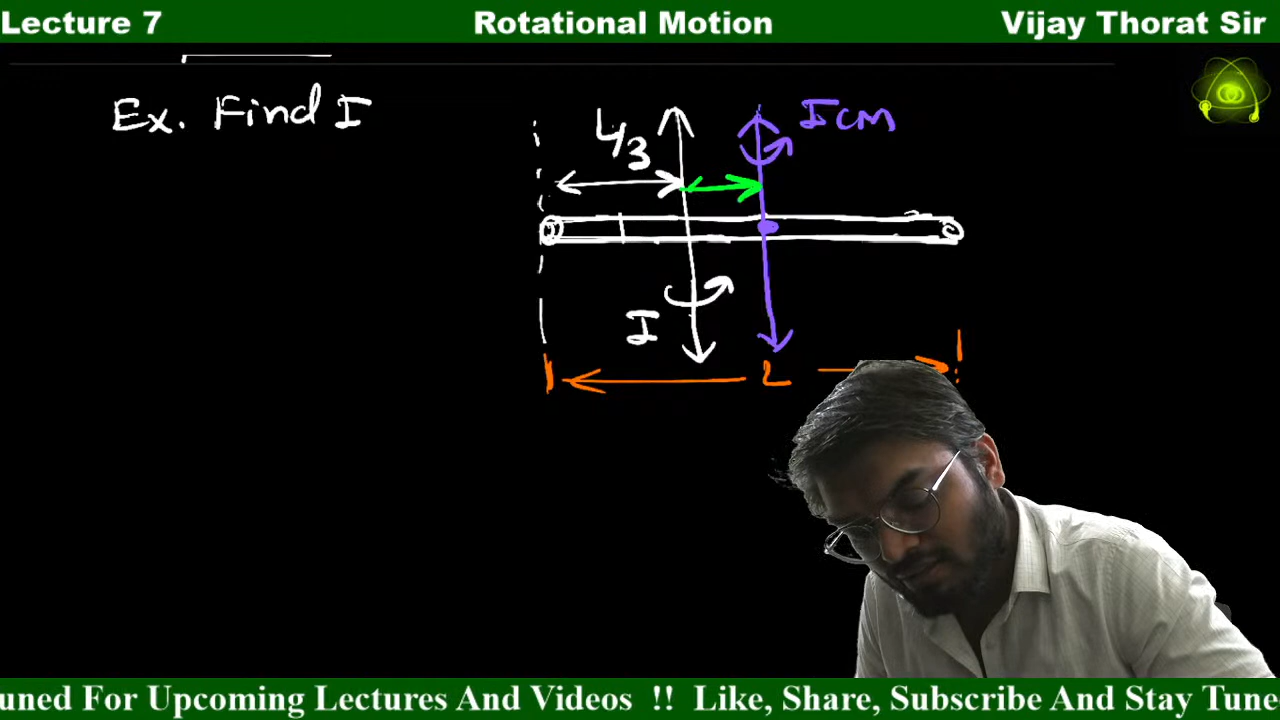 Lecture 7 Rotational Motion Vijay Thorat Sir
Ex. Find I
L/3
ICM
I
L
uned For Upcoming Lectures And Videos !! Like, Share, Subscribe And Stay Tune